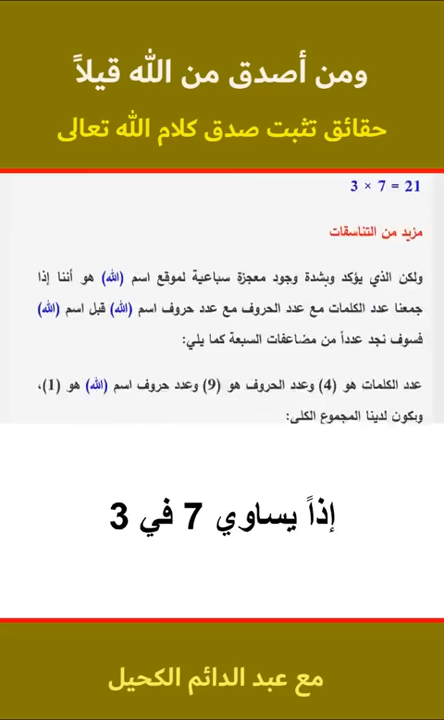 ومن أصدق من الله قيلاً
حقائق تثبت صدق كلام الله تعالى
3 × 7 = 21
مزيد من التناسقات
ولكن الذي يؤكد وبشدة وجود معجزة سباعية لموقع اسم (الله) هو أننا إذا
جمعنا عدد الكلمات مع عدد الحروف مع عدد حروف اسم (الله) قبل اسم (الله)
فسوف نجد عدداً من مضاعفات السبعة كما يلي:
عدد الكلمات هو (4) وعدد الحروف هو (9) وعدد حروف اسم (الله) هو (1)،
ويكون لدينا المجموع الكلي:
إذاً يساوي 7 في 3
مع عبد الدائم الكحيل